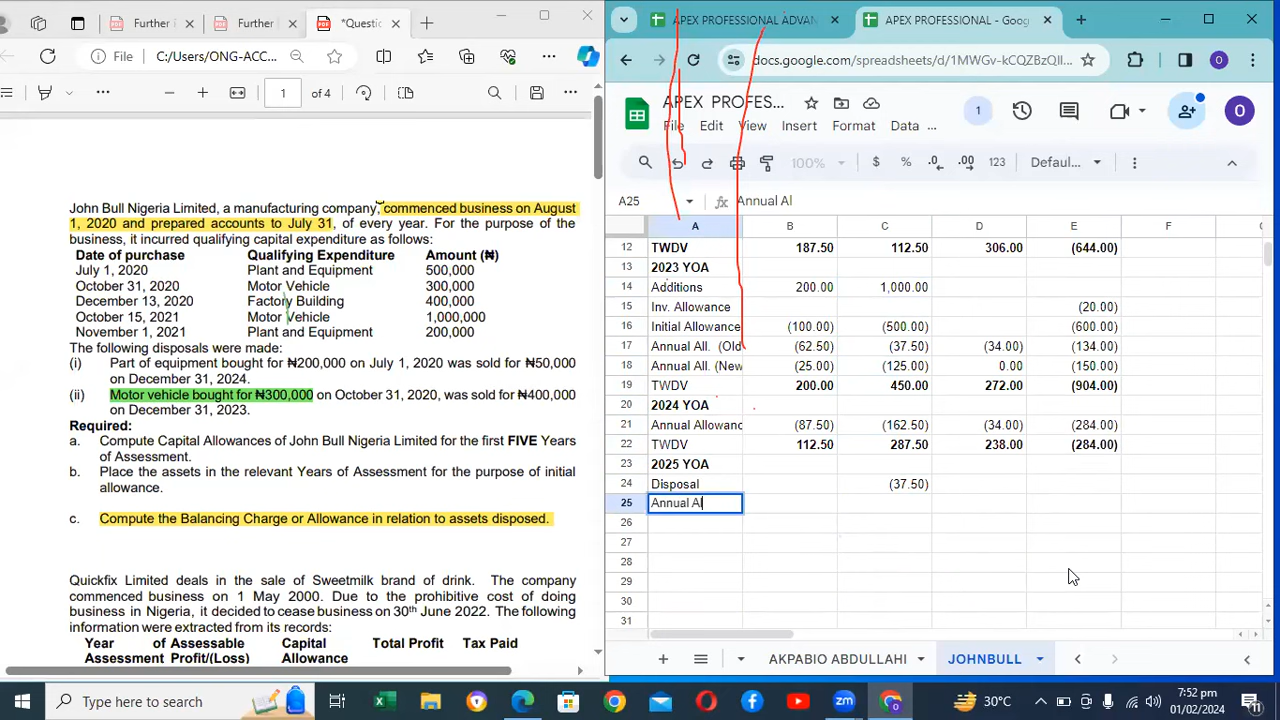 Further i
Further
*Questic
APEX PROFESSIONAL ADVAN
APEX PROFESSIONAL - Goog
File
C:/Users/ONG-ACC...
docs.google.com/spreadsheets/d/1MWGv-kCQZBzQII...
O
1
of 4
APEX PROFES...
File Edit View Insert Format Data ...
1
O
100%
$ % .0 .00 123 Defaul...
A25
fx Annual Al
A B C D E F
12 TWDV 187.50 112.50 306.00 (644.00)
13 2023 YOA
14 Additions 200.00 1,000.00
15 Inv. Allowance (20.00)
16 Initial Allowance (100.00) (500.00) (600.00)
17 Annual All. (Old (62.50) (37.50) (34.00) (134.00)
18 Annual All. (New (25.00) (125.00) 0.00 (150.00)
19 TWDV 200.00 450.00 272.00 (904.00)
20 2024 YOA
21 Annual Allowanc (87.50) (162.50) (34.00) (284.00)
22 TWDV 112.50 287.50 238.00 (284.00)
23 2025 YOA
24 Disposal (37.50)
25 Annual Al
26
27
28
29
30
31
AKPABIO ABDULLAHI
JOHNBULL
John Bull Nigeria Limited, a manufacturing company, commenced business on August
1, 2020 and prepared accounts to July 31, of every year. For the purpose of the
business, it incurred qualifying capital expenditure as follows:
Date of purchase Qualifying Expenditure Amount (₦)
July 1, 2020 Plant and Equipment 500,000
October 31, 2020 Motor Vehicle 300,000
December 13, 2020 Factory Building 400,000
October 15, 2021 Motor Vehicle 1,000,000
November 1, 2021 Plant and Equipment 200,000
The following disposals were made:
(i) Part of equipment bought for ₦200,000 on July 1, 2020 was sold for ₦50,000
on December 31, 2024.
(ii) Motor vehicle bought for ₦300,000 on October 31, 2020, was sold for ₦400,000
on December 31, 2023.
Required:
a. Compute Capital Allowances of John Bull Nigeria Limited for the first FIVE Years
of Assessment.
b. Place the assets in the relevant Years of Assessment for the purpose of initial
allowance.
c. Compute the Balancing Charge or Allowance in relation to assets disposed.
Quickfix Limited deals in the sale of Sweetmilk brand of drink. The company
commenced business on 1 May 2000. Due to the prohibitive cost of doing
business in Nigeria, it decided to cease business on 30th June 2022. The following
information were extracted from its records:
Year of Assessable Capital Total Profit Tax Paid
Assessment Profit/(Loss) Allowance
Type here to search
zm
30°C
7:52 pm
01/02/2024
11